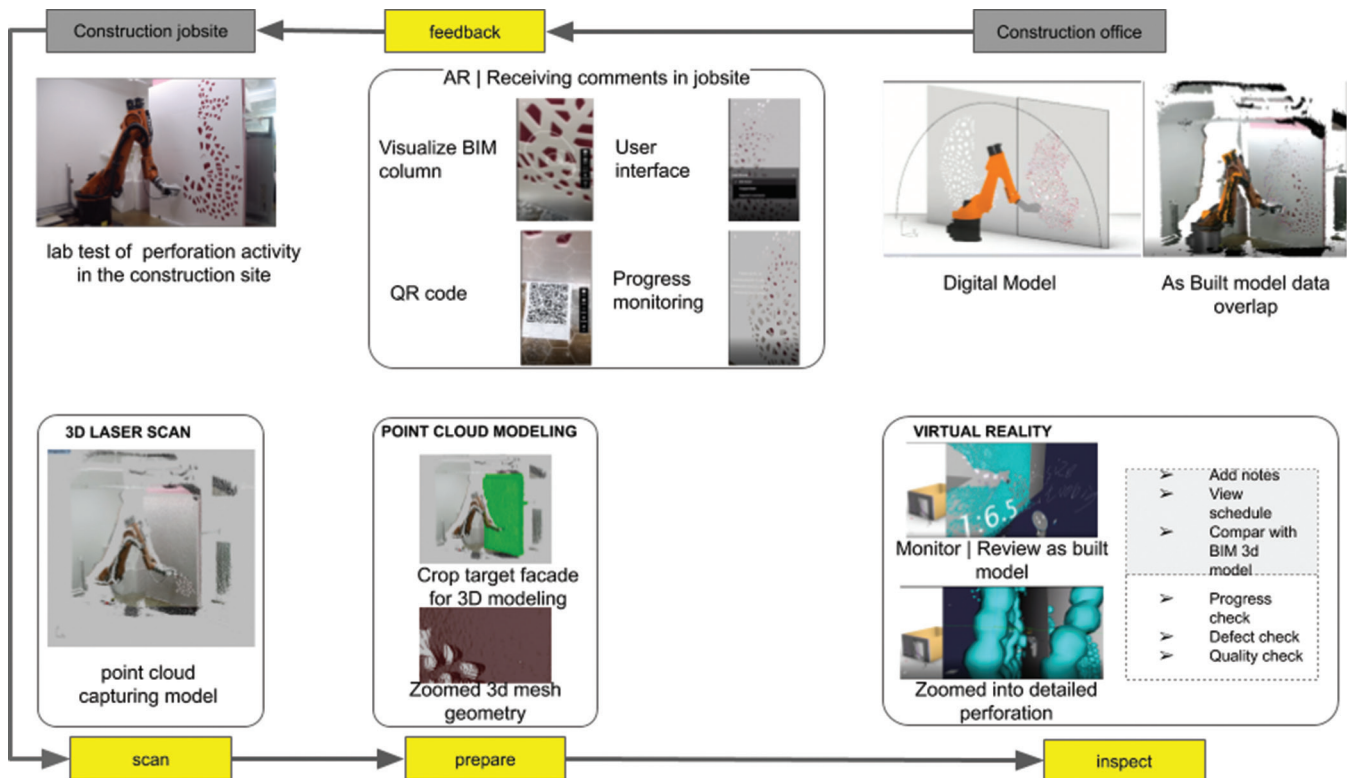 Construction jobsite
feedback
Construction office
AR | Receiving comments in jobsite
Visualize BIM
column
User
interface
QR code
Progress
monitoring
lab test of perforation activity
in the construction site
Digital Model
As Built model data
overlap
3D LASER SCAN
point cloud
capturing model
POINT CLOUD MODELING
Crop target facade
for 3D modeling
Zoomed 3d mesh
geometry
VIRTUAL REALITY
1:6.5
Monitor | Review as built
model
Zoomed into detailed
perforation
➢ Add notes
➢ View
schedule
➢ Compar with
BIM 3d
model
➢ Progress
check
➢ Defect check
➢ Quality check
scan
prepare
inspect